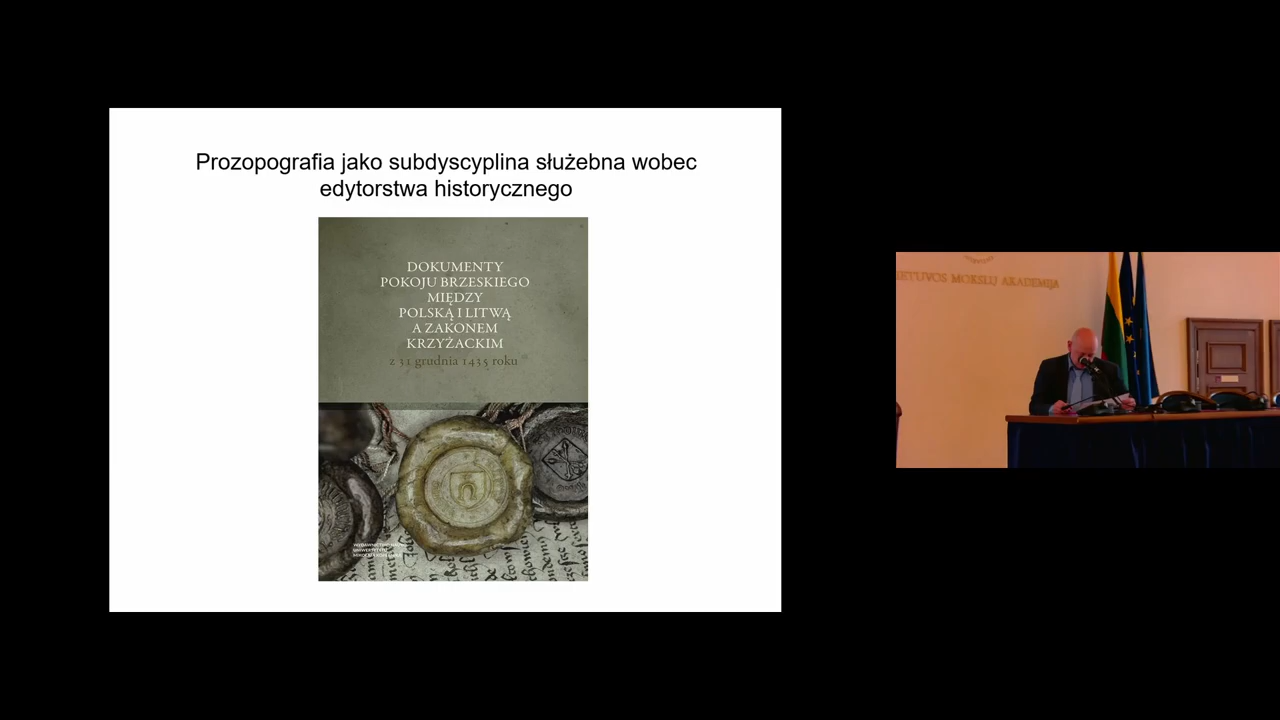 Prozopografia jako subdyscyplina służebna wobec
edytorstwa historycznego
DOKUMENTY
POKOJU BRZESKIEGO
MIĘDZY
POLSKĄ I LITWĄ
A ZAKONEM
KRZYŻACKIM
z 31 grudnia 1435 roku
LIETUVOS MOKSLŲ AKADEMIJA